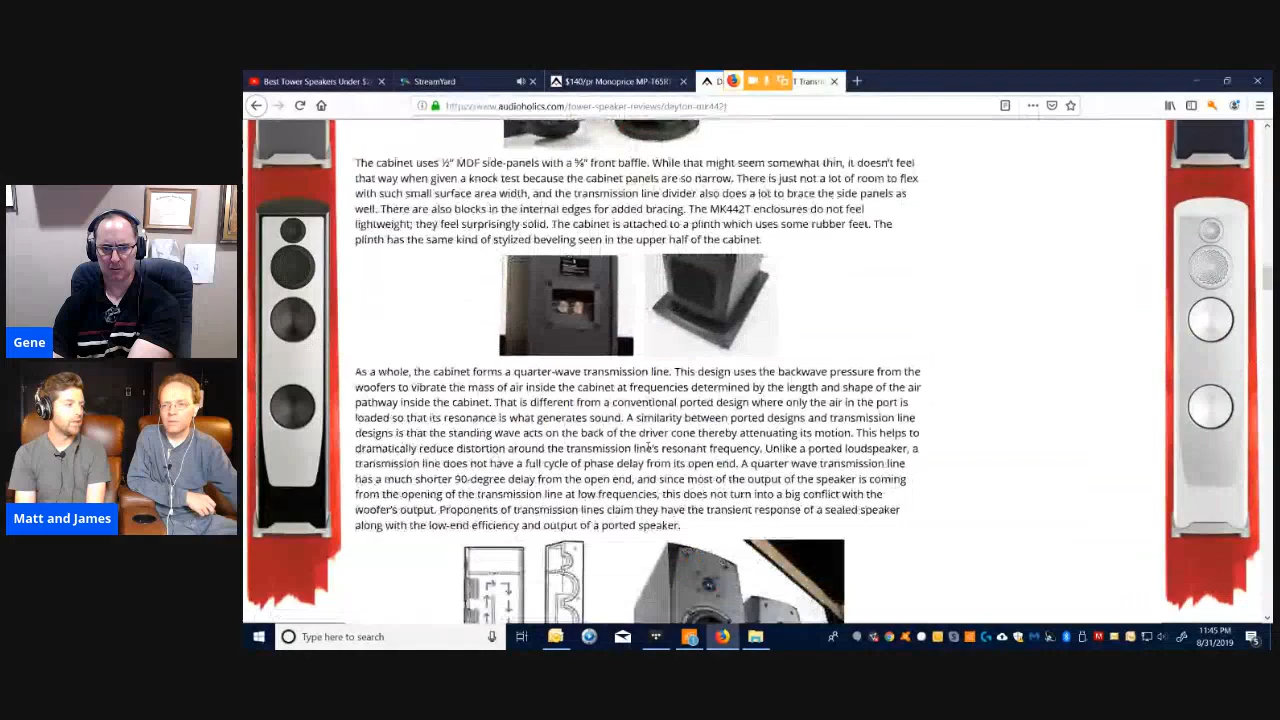 Best Tower Speakers Under $2
StreamYard
$140/pr Monoprice MP-T65RT
T Transm
www.audioholics.com/tower-speaker-reviews/dayton-mk442t
The cabinet uses ½” MDF side-panels with a ¾” front baffle. While that might seem somewhat thin, it doesn't feel
that way when given a knock test because the cabinet panels are so narrow. There is just not a lot of room to flex
with such small surface area width, and the transmission line divider also does a lot to brace the side panels as
well. There are also blocks in the internal edges for added bracing. The MK442T enclosures do not feel
lightweight; they feel surprisingly solid. The cabinet is attached to a plinth which uses some rubber feet. The
plinth has the same kind of stylized beveling seen in the upper half of the cabinet.
As a whole, the cabinet forms a quarter-wave transmission line. This design uses the backwave pressure from the
woofers to vibrate the mass of air inside the cabinet at frequencies determined by the length and shape of the air
pathway inside the cabinet. That is different from a conventional ported design where only the air in the port is
loaded so that its resonance is what generates sound. A similarity between ported designs and transmission line
designs is that the standing wave acts on the back of the driver cone thereby attenuating its motion. This helps to
dramatically reduce distortion around the transmission line's resonant frequency. Unlike a ported loudspeaker, a
transmission line does not have a full cycle of phase delay from its open end. A quarter wave transmission line
has a much shorter 90-degree delay from the open end, and since most of the output of the speaker is coming
from the opening of the transmission line at low frequencies, this does not turn into a big conflict with the
woofer's output. Proponents of transmission lines claim they have the transient response of a sealed speaker
along with the low-end efficiency and output of a ported speaker.
Gene
Matt and James
Type here to search
11:45 PM
8/31/2019